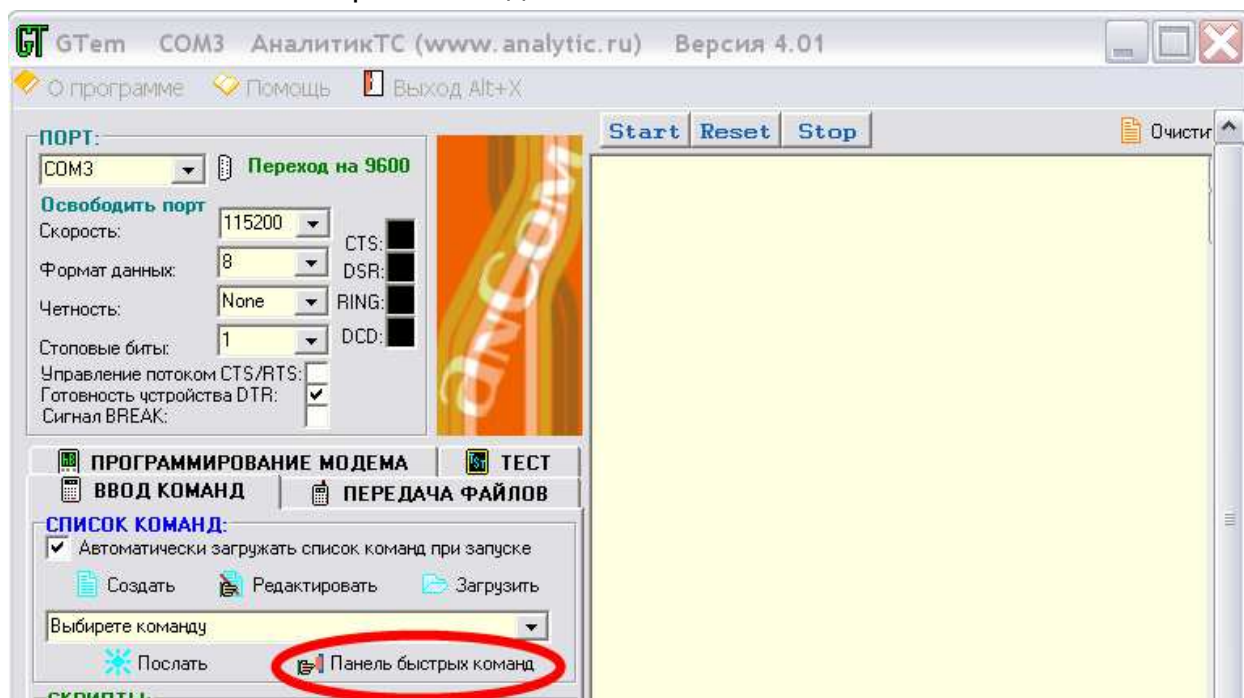 GTem COM3 АналитикТС (www.analytic.ru) Версия 4.01
О программе Помощь Выход Alt+X
ПОРТ:
COM3 Переход на 9600
Освободить порт
Скорость: 115200 CTS:
Формат данных: 8 DSR:
Четность: None RING:
Стоповые биты: 1 DCD:
Управление потоком CTS/RTS:
Готовность устройства DTR:
Сигнал BREAK:
anCom
ПРОГРАММИРОВАНИЕ МОДЕМА ТЕСТ
ВВОД КОМАНД ПЕРЕДАЧА ФАЙЛОВ
СПИСОК КОМАНД:
Автоматически загружать список команд при запуске
Создать Редактировать Загрузить
Выбирете команду
Послать Панель быстрых команд
СКРИПТЫ:
Start Reset Stop Очистит